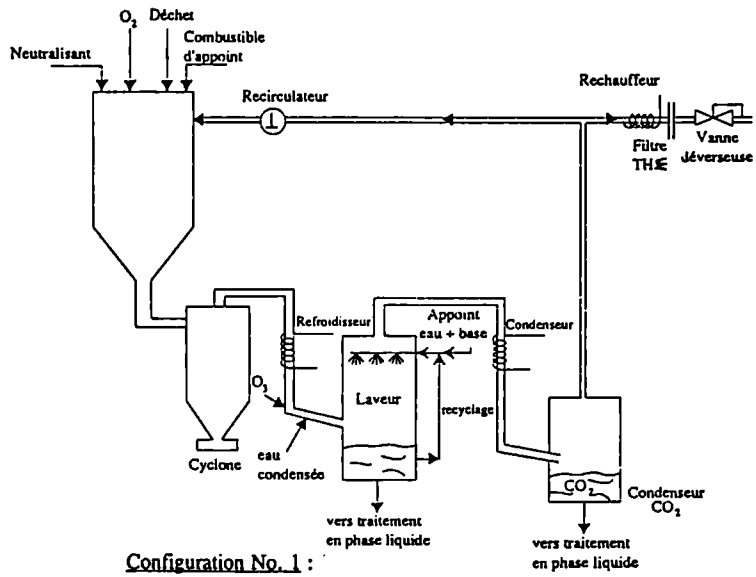 O2
Déchet
Combustible
d'appoint
Neutralisant
Recirculateur
Rechauffeur
Filtre
THE
Vanne
déverseuse
Refroidisseur
Appoint
eau + base
Condenseur
O3
Laveur
recyclage
Cyclone
eau
condensée
CO2
Condenseur
CO2
vers traitement
en phase liquide
vers traitement
en phase liquide
Configuration No. 1 :